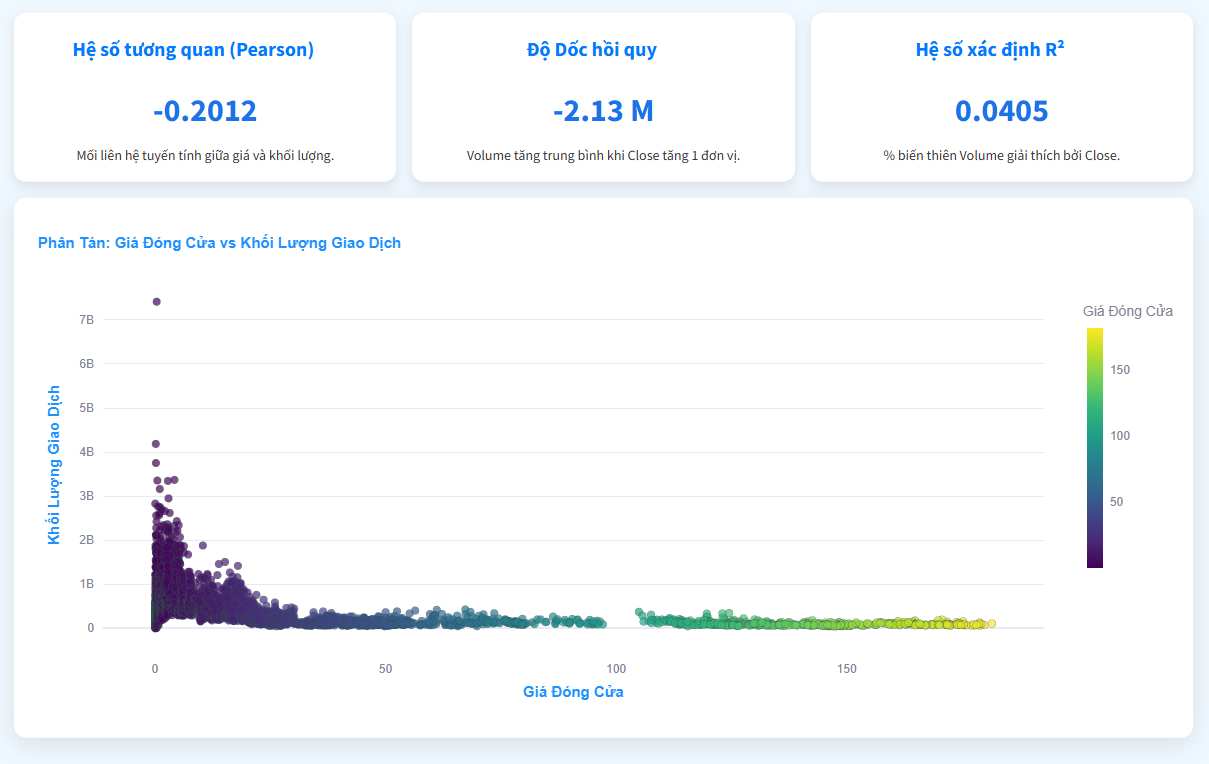 Hệ số tương quan (Pearson)
-0.2012
Mối liên hệ tuyến tính giữa giá và khối lượng.
Độ Dốc hồi quy
-2.13 M
Volume tăng trung bình khi Close tăng 1 đơn vị.
Hệ số xác định R²
0.0405
% biến thiên Volume giải thích bởi Close.
Phân Tán: Giá Đóng Cửa vs Khối Lượng Giao Dịch
Khối Lượng Giao Dịch
7B
6B
5B
4B
3B
2B
1B
0
0 50 100 150
Giá Đóng Cửa
Giá Đóng Cửa
150
100
50